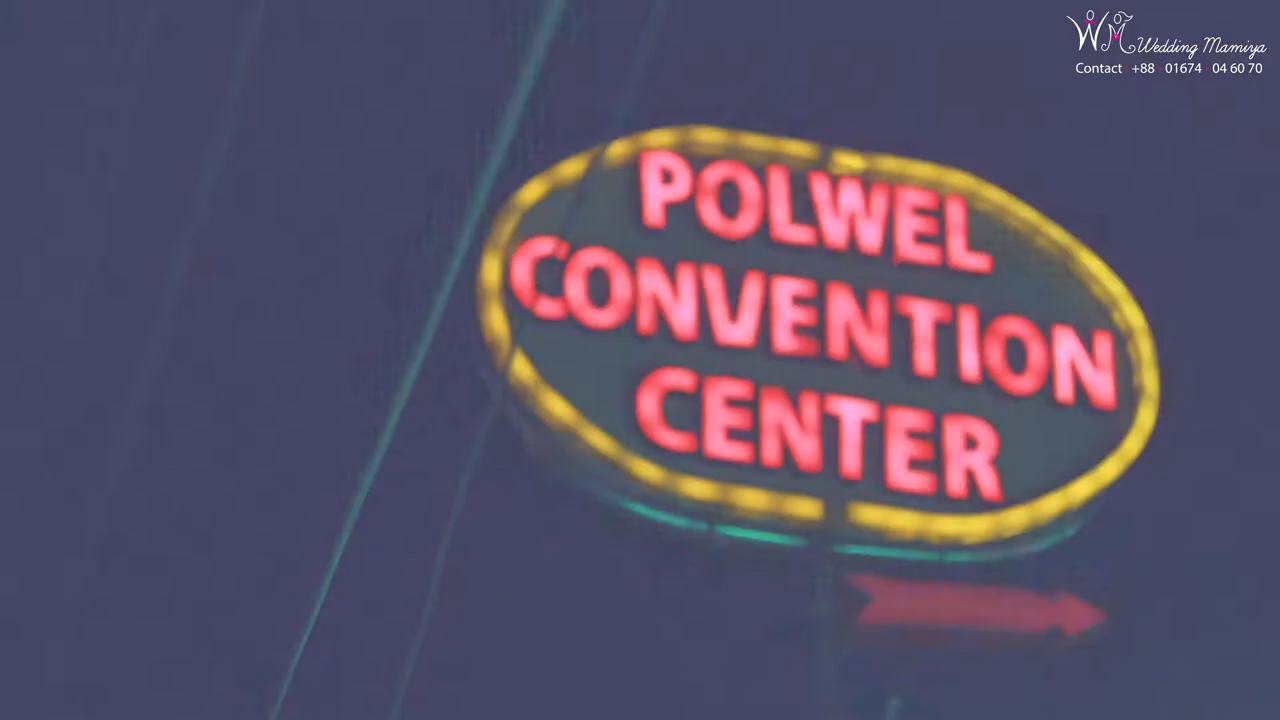 WM Wedding Mamiya
Contact +88 01674 04 60 70
POLWEL
CONVENTION
CENTER